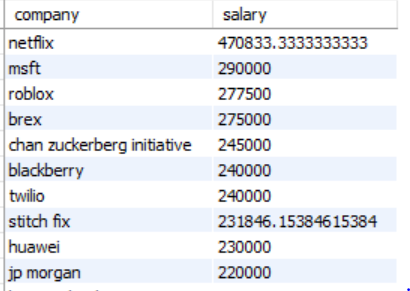 company salary
netflix 470833.3333333333
msft 290000
roblox 277500
brex 275000
chan zuckerberg initiative 245000
blackberry 240000
twilio 240000
stitch fix 231846.15384615384
huawei 230000
jp morgan 220000